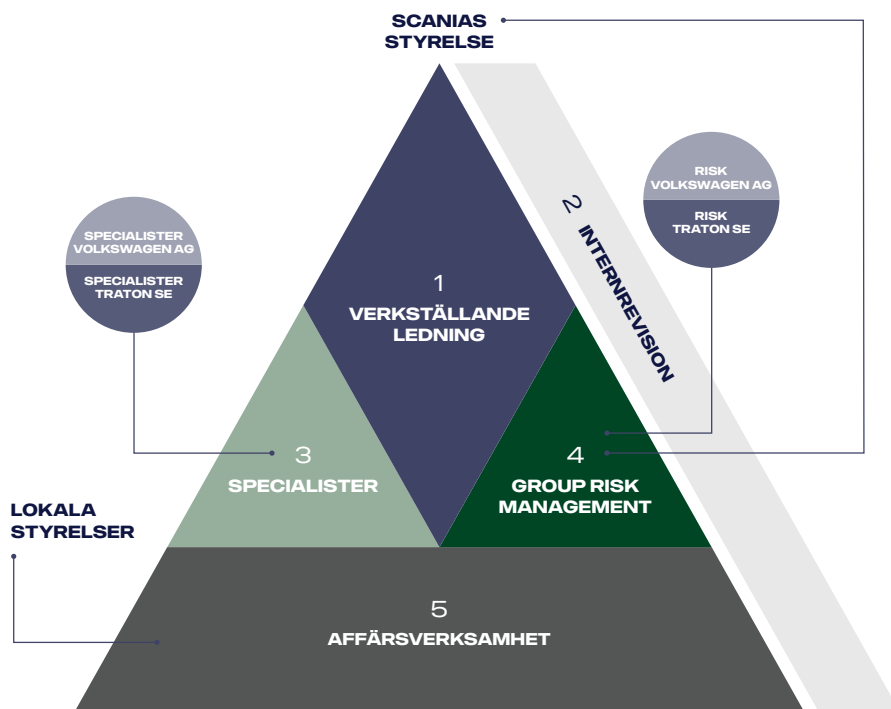 SCANIAS
STYRELSE
RISK
VOLKSWAGEN AG
RISK
TRATON SE
2 INTERNREVISION
SPECIALISTER
VOLKSWAGEN AG
SPECIALISTER
TRATON SE
1
VERKSTÄLLANDE
LEDNING
3
SPECIALISTER
4
GROUP RISK
MANAGEMENT
LOKALA
STYRELSER
5
AFFÄRSVERKSAMHET